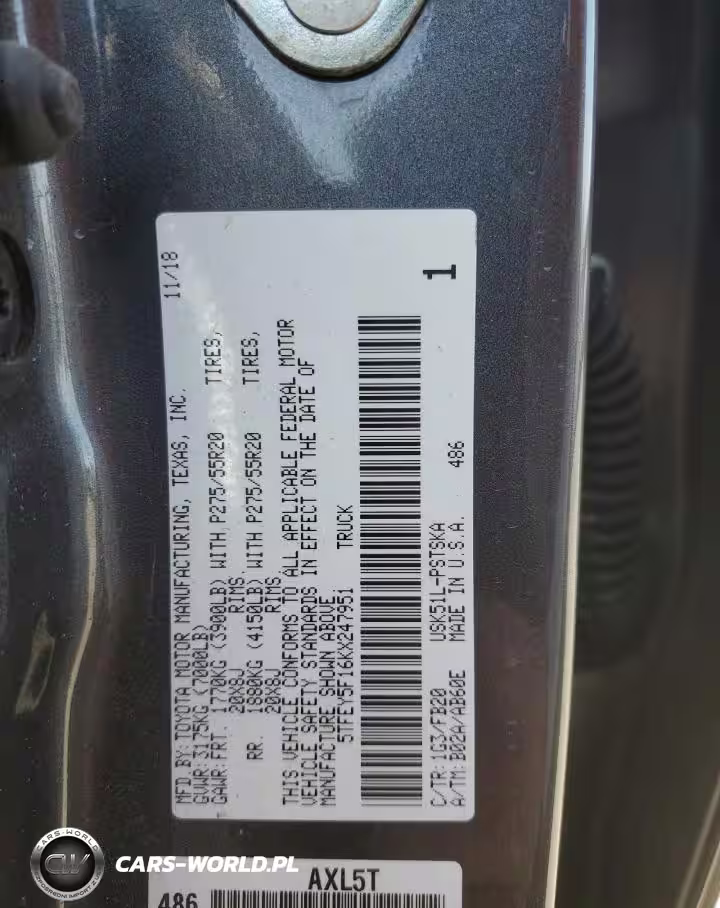 MFD BY: TOYOTA MOTOR MANUFACTURING, TEXAS, INC. 11/18
GVWR: 3175KG (7000LB)
GAWR: FRT. 1770KG (3900LB) WITH P275/55R20 TIRES,
20X8J RIMS.
RR. 1880KG (4150LB) WITH P275/55R20 TIRES,
20X8J RIMS
THIS VEHICLE CONFORMS TO ALL APPLICABLE FEDERAL MOTOR
VEHICLE SAFETY STANDARDS IN EFFECT ON THE DATE OF
MANUFACTURE SHOWN ABOVE.
5TFEY5F16KX247951 TRUCK
1
C/TR: 1G3/FB20 USK51L-PSTSKA 486
A/TM: B02A/AB60E MADE IN U.S.A.
AXL5T
486
CARS-WORLD
CARS-WORLD.PL